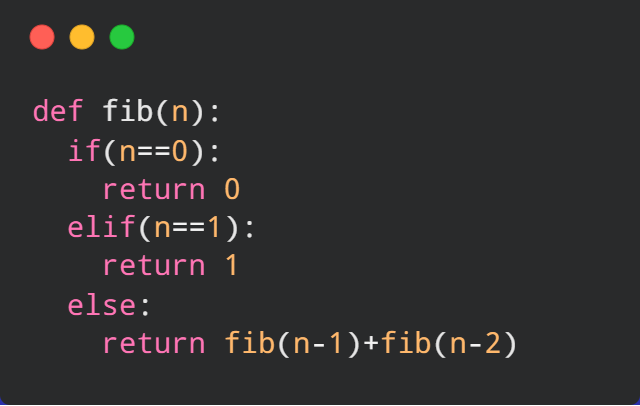 def fib(n):
  if(n==0):
    return 0
  elif(n==1):
    return 1
  else:
    return fib(n-1)+fib(n-2)